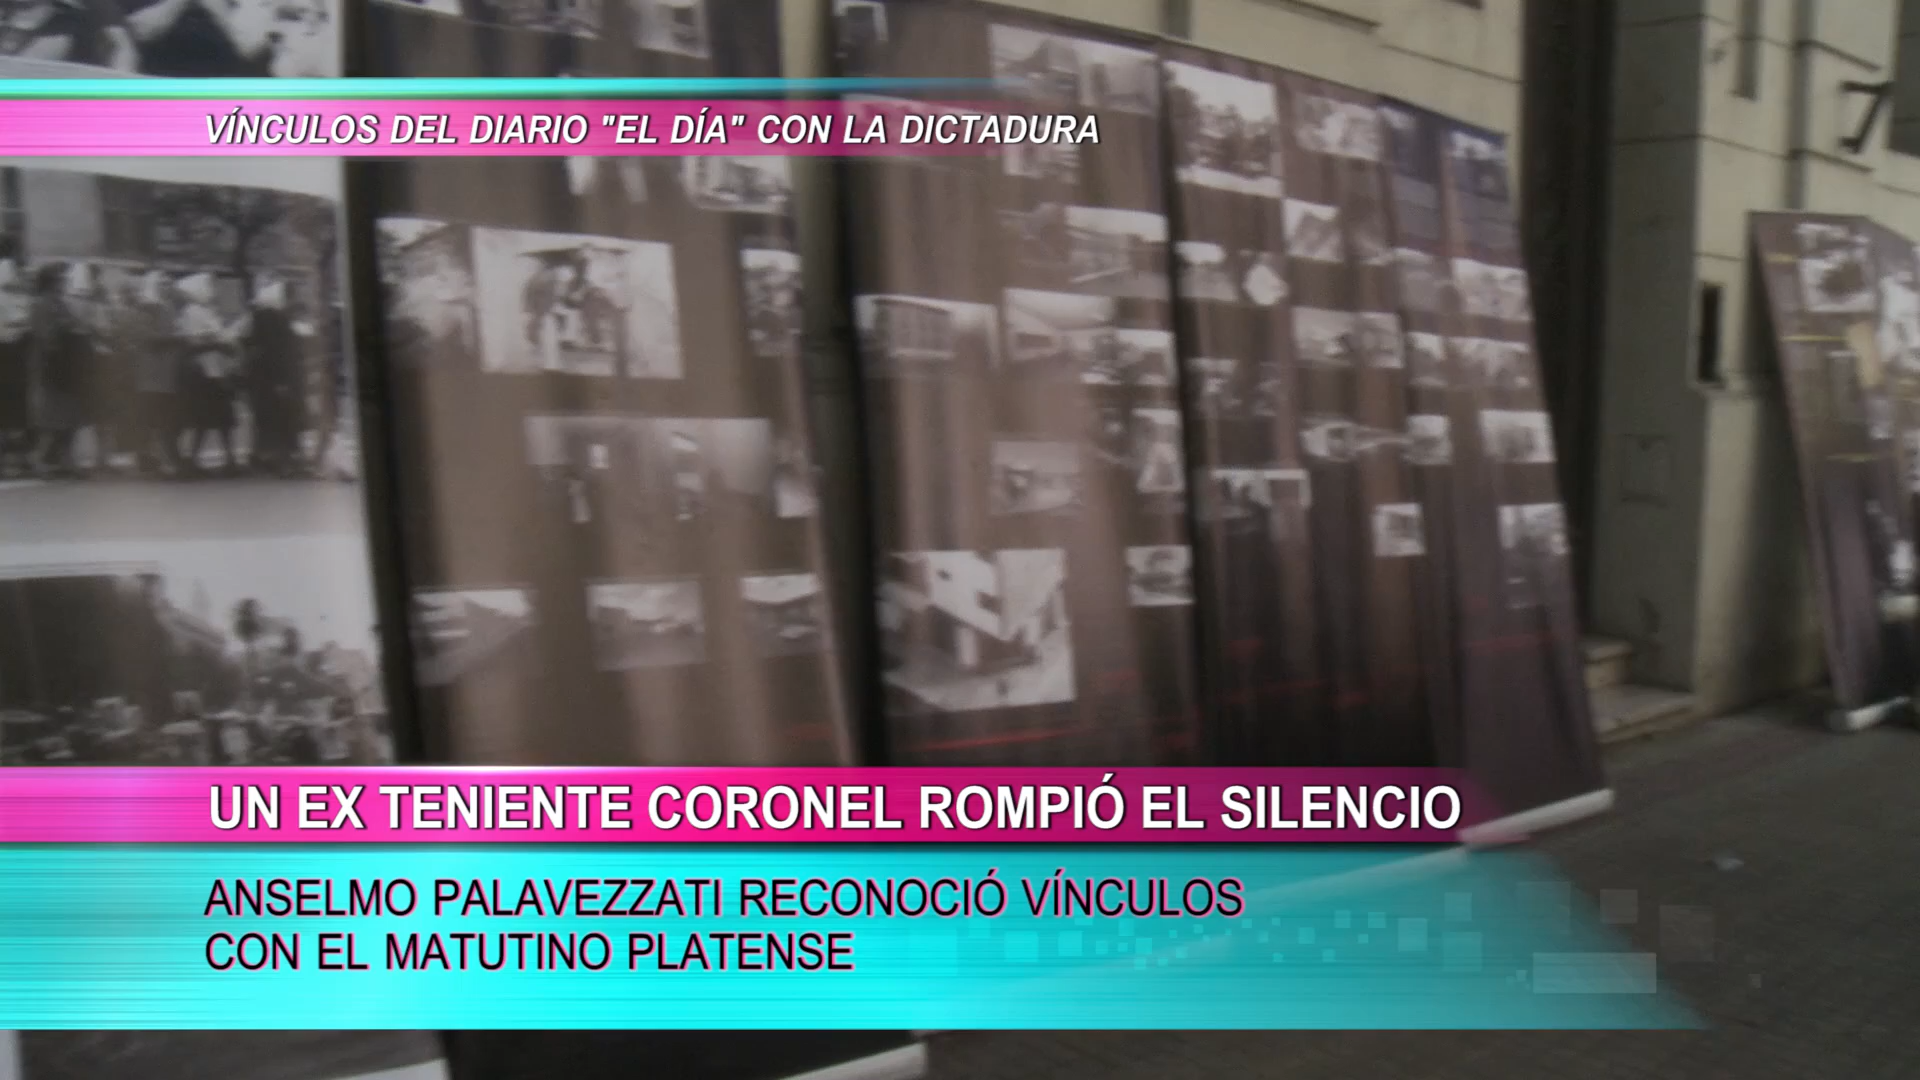 VÍNCULOS DEL DIARIO "EL DÍA" CON LA DICTADURA
UN EX TENIENTE CORONEL ROMPIÓ EL SILENCIO
ANSELMO PALAVEZZATI RECONOCIÓ VÍNCULOS
CON EL MATUTINO PLATENSE